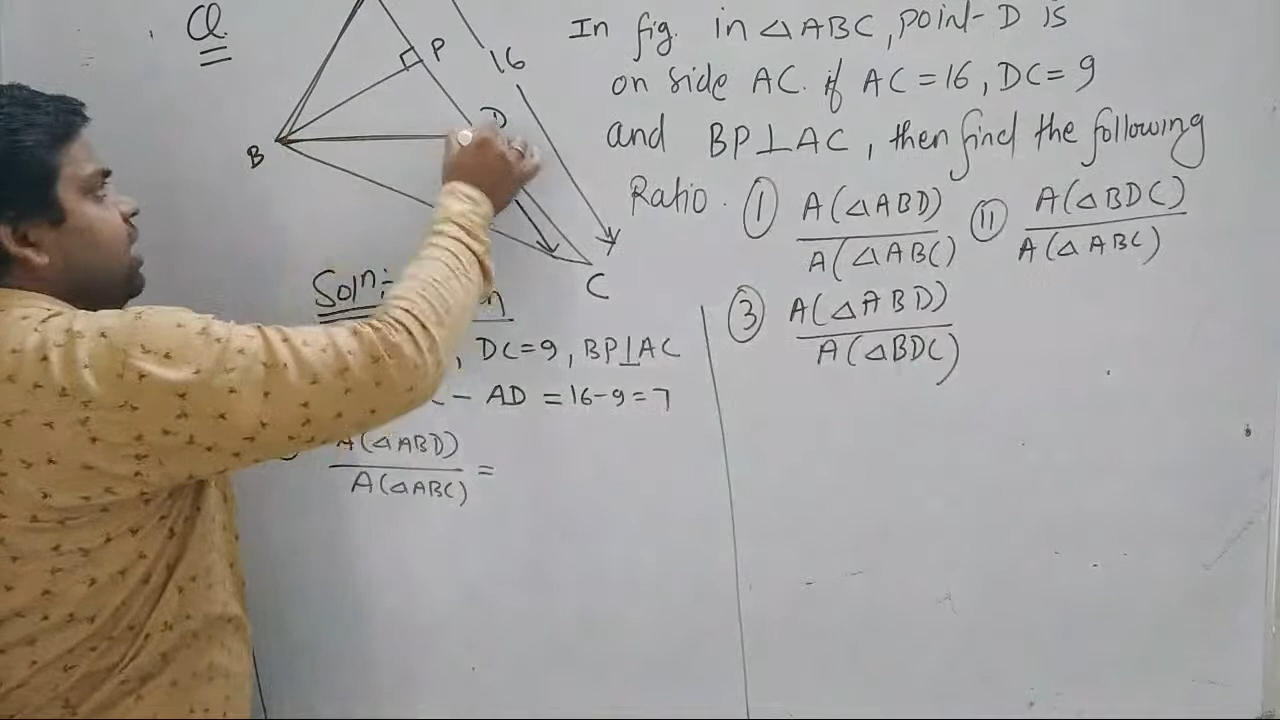 Q.
In fig. in △ABC, point-D is
on side AC. if AC=16, DC=9
and BP⊥AC, then find the following
Ratio. ① A(△ABD) ⑪ A(△BDC)
A(△ABC) A(△ABC)
③ A(△ABD)
A(△BDC)
P
16
D
B
C
Solⁿ:-
, DC=9, BP⊥AC
- AD = 16-9=7
A(△ABD)
A(△ABC) =